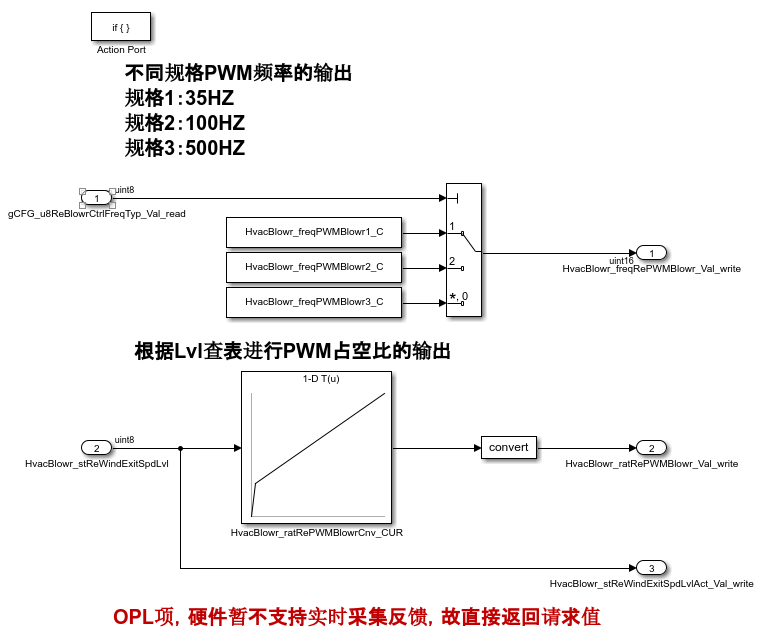 if { }
Action Port
不同规格PWM频率的输出
规格1:35HZ
规格2:100HZ
规格3:500HZ
1
uint8
gCFG_u8ReBlowrCtrlFreqTyp_Val_read
HvacBlowr_freqPWMBlowr1_C
1
HvacBlowr_freqPWMBlowr2_C
2
HvacBlowr_freqPWMBlowr3_C
*, 0
1
uint16
HvacBlowr_freqRePWMBlowr_Val_write
根据Lvl查表进行PWM占空比的输出
1-D T(u)
2
uint8
HvacBlowr_stReWindExitSpdLvl
HvacBlowr_ratRePWMBlowrCnv_CUR
convert
2
HvacBlowr_ratRePWMBlowr_Val_write
3
HvacBlowr_stReWindExitSpdLvlAct_Val_write
OPL项, 硬件暂不支持实时采集反馈, 故直接返回请求值